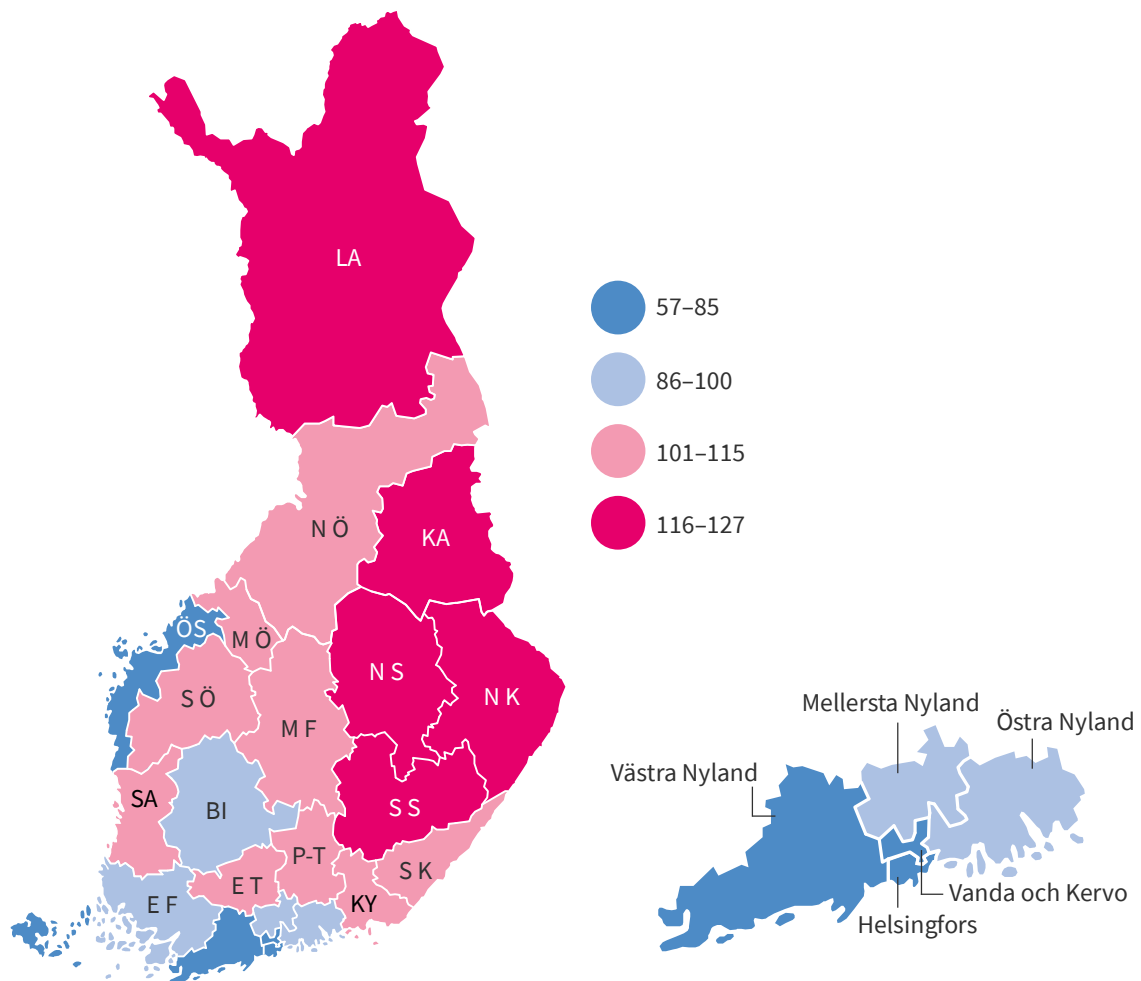 LA
57–85
86–100
101–115
116–127
N Ö
KA
ÖS
M Ö
S Ö
N S
N K
M F
SA
BI
S S
P-T
S K
E T
E F
KY
Mellersta Nyland
Östra Nyland
Västra Nyland
Vanda och Kervo
Helsingfors